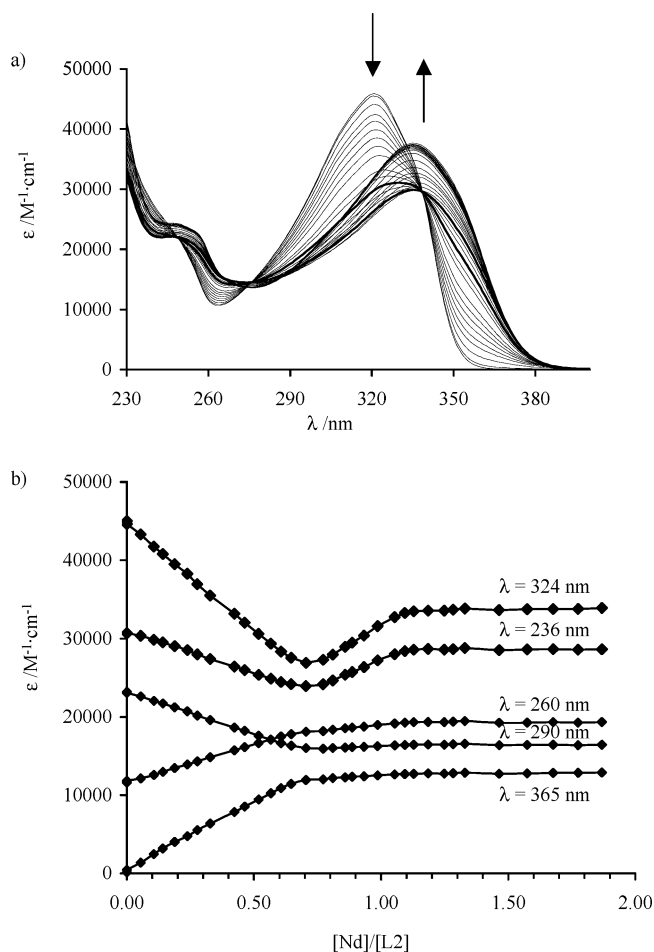 a)
50000
40000
30000
20000
10000
0
ε /M⁻¹·cm⁻¹
230 260 290 320 350 380
λ /nm
b)
50000
40000
30000
20000
10000
0
ε /M⁻¹·cm⁻¹
λ = 324 nm
λ = 236 nm
λ = 260 nm
λ = 290 nm
λ = 365 nm
0.00 0.50 1.00 1.50 2.00
[Nd]/[L2]